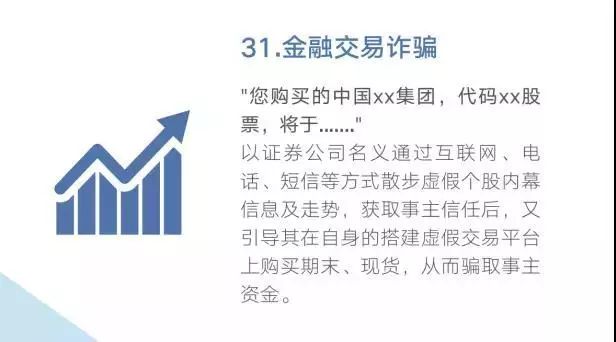 31.金融交易诈骗
"您购买的中国xx集团，代码xx股
票，将于......."
以证券公司名义通过互联网、电
话、短信等方式散步虚假个股内幕
信息及走势，获取事主信任后，又
引导其在自身的搭建虚假交易平台
上购买期末、现货，从而骗取事主
资金。